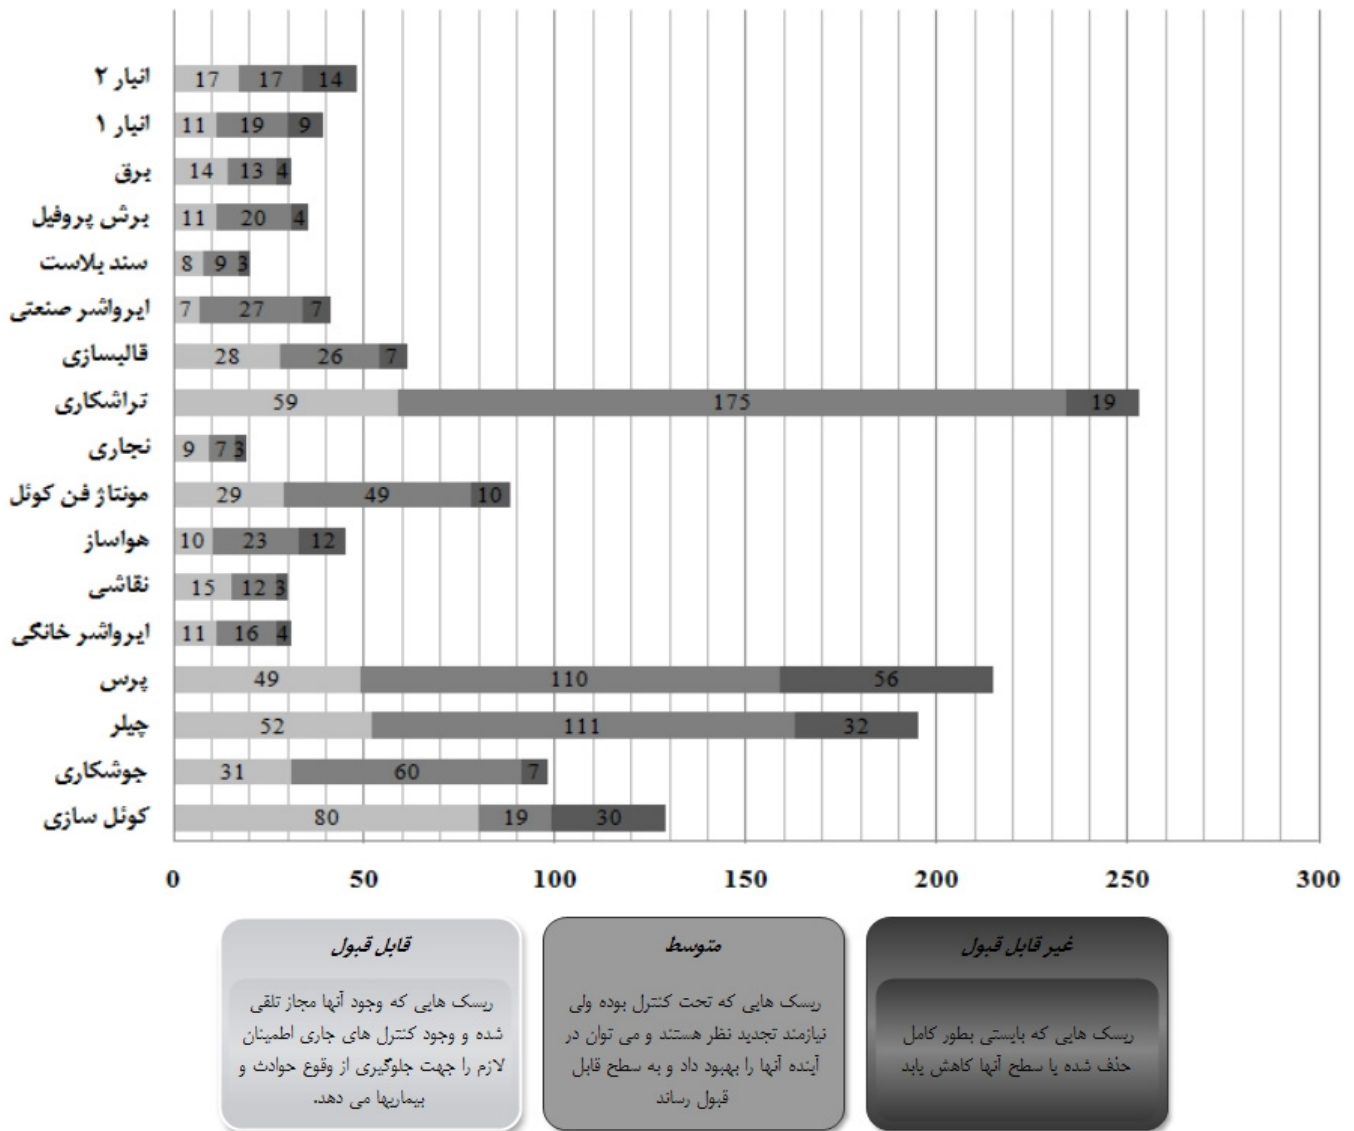 انبار ۲ 17 17 14
انبار ۱ 11 19 9
برق 14 13 4
برش پروفیل 11 20 4
سند بلاست 8 9 3
ایرواشر صنعتی 7 27 7
قالبسازی 28 26 7
تراشکاری 59 175 19
نجاری 9 7 3
مونتاژ فن کوئل 29 49 10
هواساز 10 23 12
نقاشی 15 12 3
ایرواشر خانگی 11 16 4
پرس 49 110 56
چیلر 52 111 32
جوشکاری 31 60 7
کوئل سازی 80 19 30
0 50 100 150 200 250 300
غیر قابل قبول
ریسک هایی که بایستی بطور کامل
حذف شده یا سطح آنها کاهش یابد
متوسط
ریسک هایی که تحت کنترل بوده ولی
نیازمند تجدید نظر هستند و می توان در
آینده آنها را بهبود داد و به سطح قابل
قبول رساند
قابل قبول
ریسک هایی که وجود آنها مجاز تلقی
شده و وجود کنترل های جاری اطمینان
لازم را جهت جلوگیری از وقوع حوادث و
بیماریها می دهد.